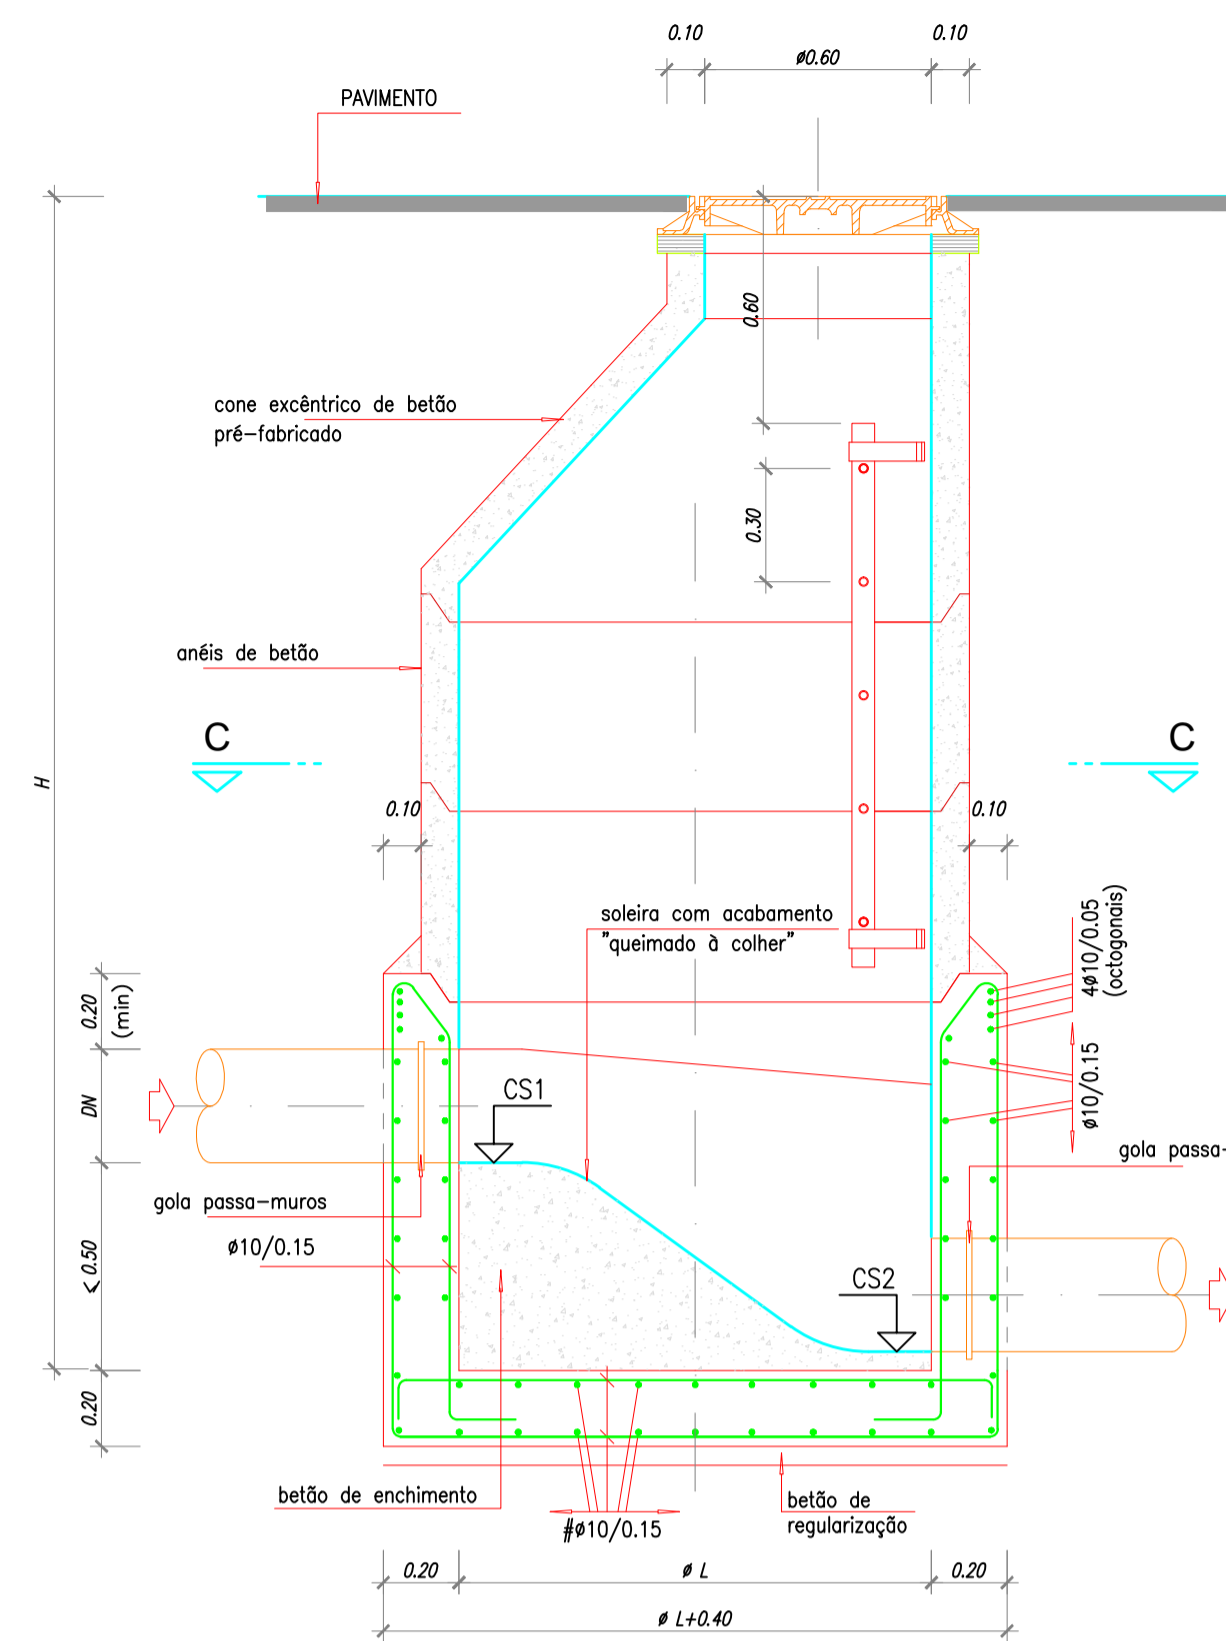 0.10
0.10
ø0.60
PAVIMENTO
0.60
cone excêntrico de betão
pré-fabricado
0.30
anéis de betão
C
C
H
0.10
0.10
soleira com acabamento
"queimado à colher"
4ø10/0.05
(octogonais)
0.20
(min)
DN
CS1
ø10/0.15
gola passa-
gola passa-muros
ø10/0.15
< 0.50
CS2
0.20
betão de enchimento
betão de
regularização
#ø10/0.15
0.20
ø L
0.20
ø L+0.40